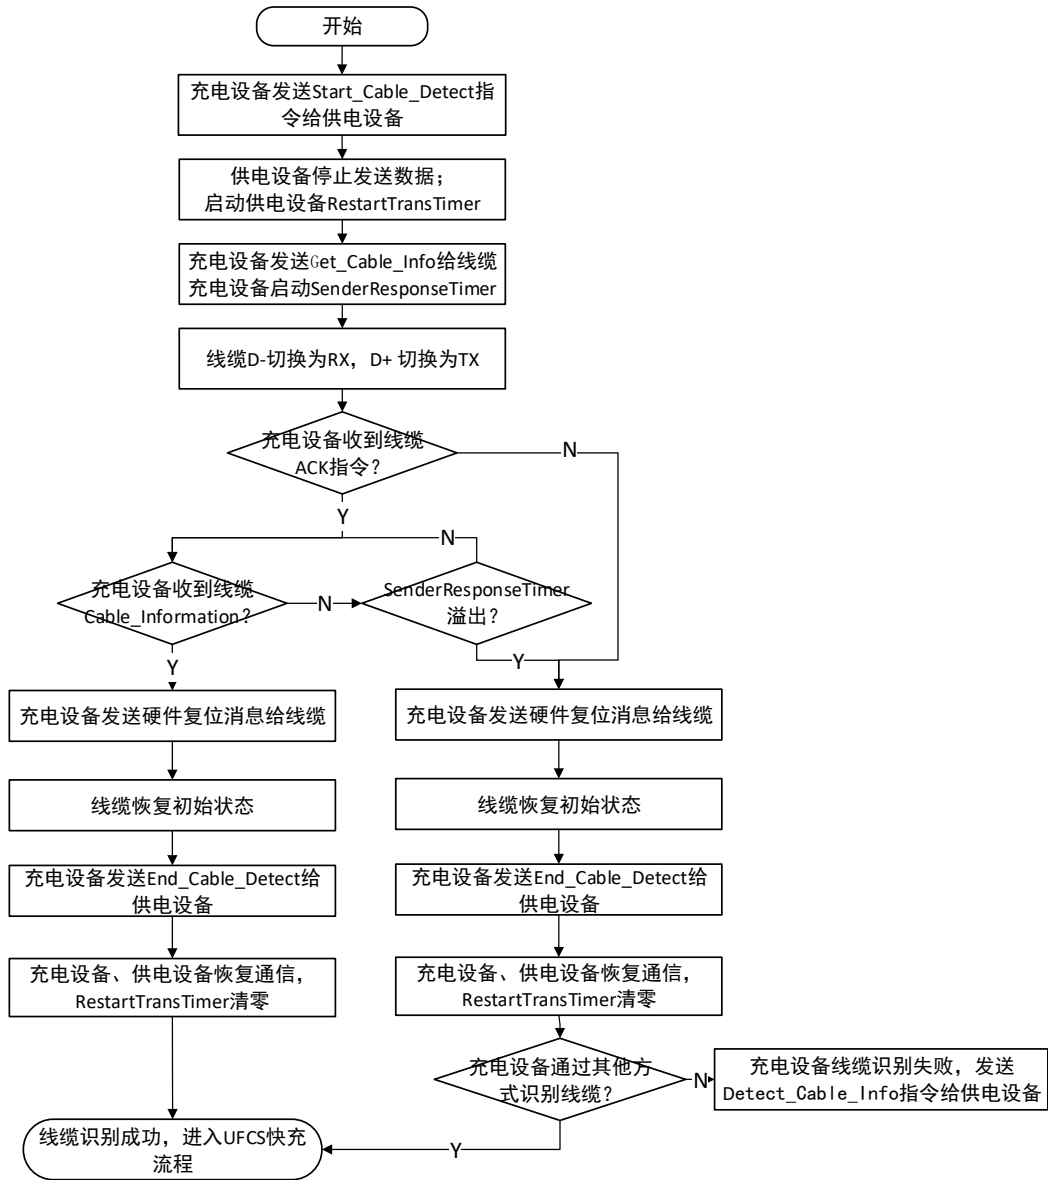 开始
充电设备发送Start_Cable_Detect指
令给供电设备
供电设备停止发送数据；
启动供电设备RestartTransTimer
充电设备发送Get_Cable_Info给线缆
充电设备启动SenderResponseTimer
线缆D-切换为RX，D+ 切换为TX
充电设备收到线缆
ACK指令？
N
Y
N
充电设备收到线缆
Cable_Information？
N
SenderResponseTimer
溢出？
Y
Y
充电设备发送硬件复位消息给线缆
充电设备发送硬件复位消息给线缆
线缆恢复初始状态
线缆恢复初始状态
充电设备发送End_Cable_Detect给
供电设备
充电设备发送End_Cable_Detect给
供电设备
充电设备、供电设备恢复通信，
RestartTransTimer清零
充电设备、供电设备恢复通信，
RestartTransTimer清零
充电设备通过其他方
式识别线缆？
N
充电设备线缆识别失败，发送
Detect_Cable_Info指令给供电设备
线缆识别成功，进入UFCS快充
流程
Y